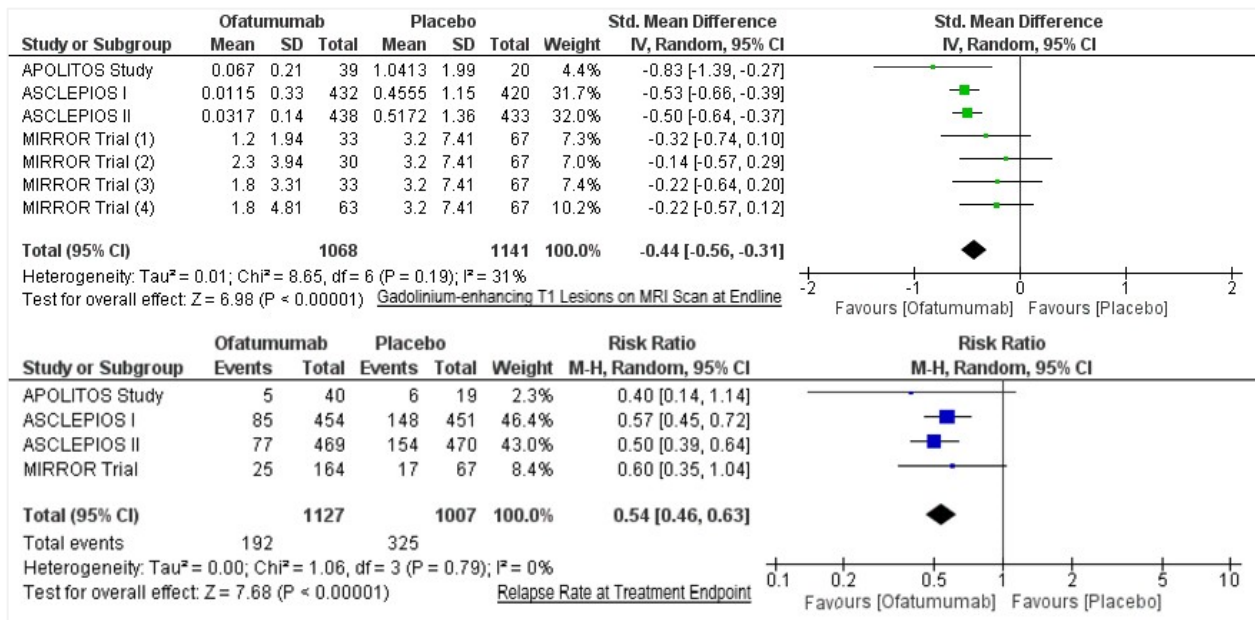 Ofatumumab Placebo Std. Mean Difference Std. Mean Difference
Study or Subgroup Mean SD Total Mean SD Total Weight IV, Random, 95% CI IV, Random, 95% CI
APOLITOS Study 0.067 0.21 39 1.0413 1.99 20 4.4% -0.83 [-1.39, -0.27]
ASCLEPIOS I 0.0115 0.33 432 0.4555 1.15 420 31.7% -0.53 [-0.66, -0.39]
ASCLEPIOS II 0.0317 0.14 438 0.5172 1.36 433 32.0% -0.50 [-0.64, -0.37]
MIRROR Trial (1) 1.2 1.94 33 3.2 7.41 67 7.3% -0.32 [-0.74, 0.10]
MIRROR Trial (2) 2.3 3.94 30 3.2 7.41 67 7.0% -0.14 [-0.57, 0.29]
MIRROR Trial (3) 1.8 3.31 33 3.2 7.41 67 7.4% -0.22 [-0.64, 0.20]
MIRROR Trial (4) 1.8 4.81 63 3.2 7.41 67 10.2% -0.22 [-0.57, 0.12]
Total (95% CI) 1068 1141 100.0% -0.44 [-0.56, -0.31]
Heterogeneity: Tau² = 0.01; Chi² = 8.65, df = 6 (P = 0.19); I² = 31%
Test for overall effect: Z = 6.98 (P < 0.00001) Gadolinium-enhancing T1 Lesions on MRI Scan at Endline
-2 -1 0 1 2
Favours [Ofatumumab] Favours [Placebo]
Ofatumumab Placebo Risk Ratio Risk Ratio
Study or Subgroup Events Total Events Total Weight M-H, Random, 95% CI M-H, Random, 95% CI
APOLITOS Study 5 40 6 19 2.3% 0.40 [0.14, 1.14]
ASCLEPIOS I 85 454 148 451 46.4% 0.57 [0.45, 0.72]
ASCLEPIOS II 77 469 154 470 43.0% 0.50 [0.39, 0.64]
MIRROR Trial 25 164 17 67 8.4% 0.60 [0.35, 1.04]
Total (95% CI) 1127 1007 100.0% 0.54 [0.46, 0.63]
Total events 192 325
Heterogeneity: Tau² = 0.00; Chi² = 1.06, df = 3 (P = 0.79); I² = 0%
Test for overall effect: Z = 7.68 (P < 0.00001) Relapse Rate at Treatment Endpoint
0.1 0.2 0.5 1 2 5 10
Favours [Ofatumumab] Favours [Placebo]